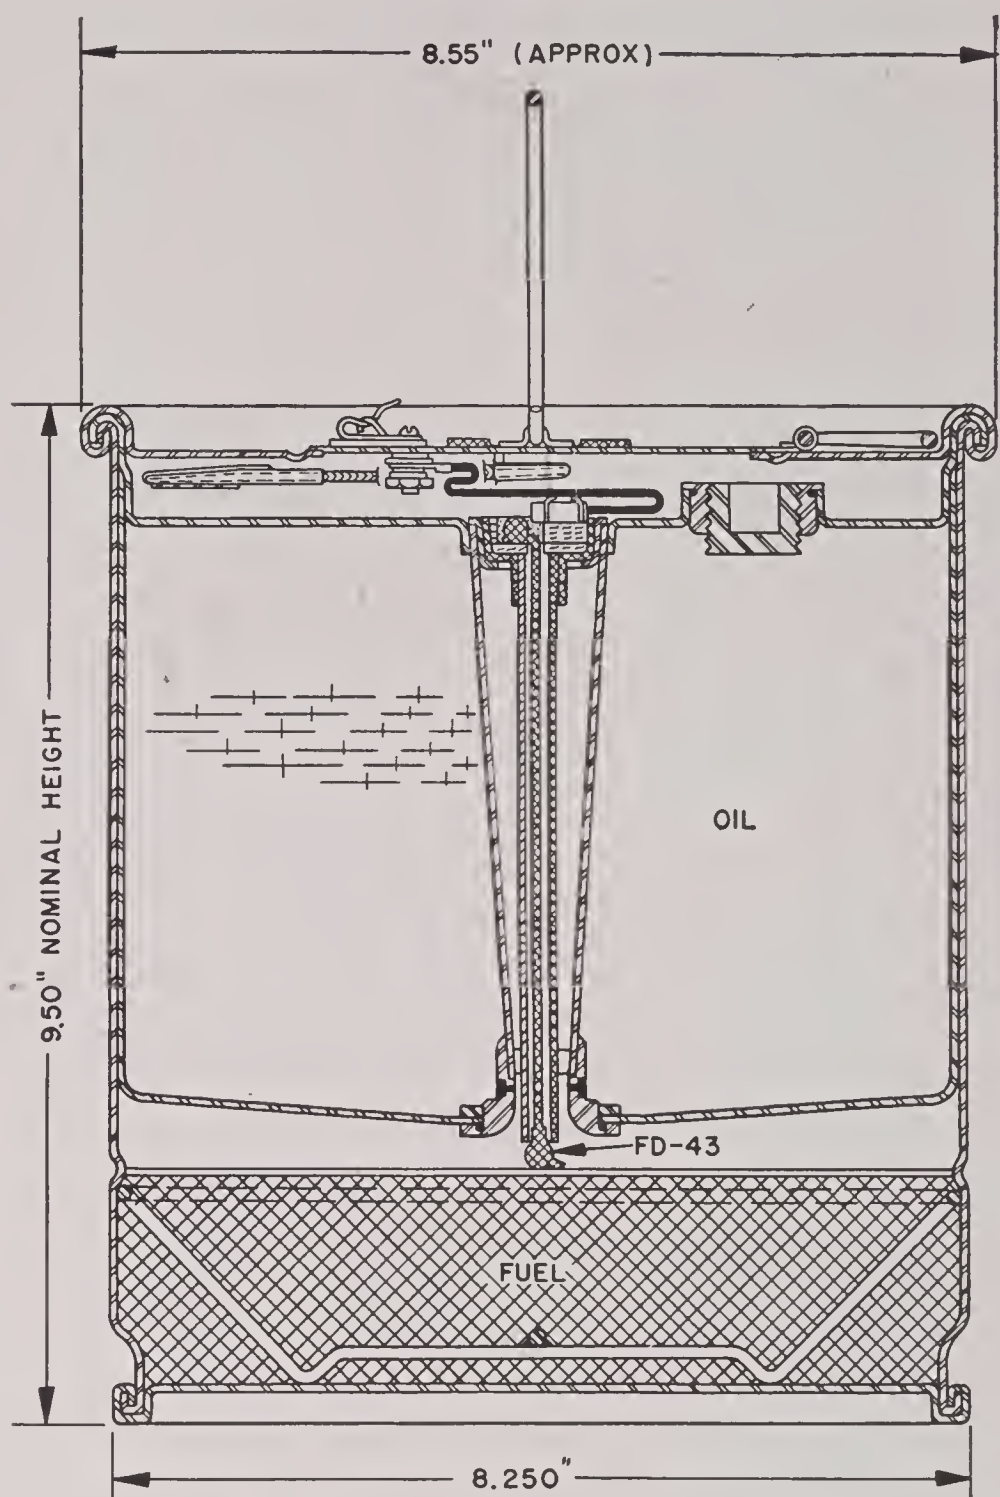 8.55" (APPROX)
9.50" NOMINAL HEIGHT
OIL
FD-43
FUEL
8.250"